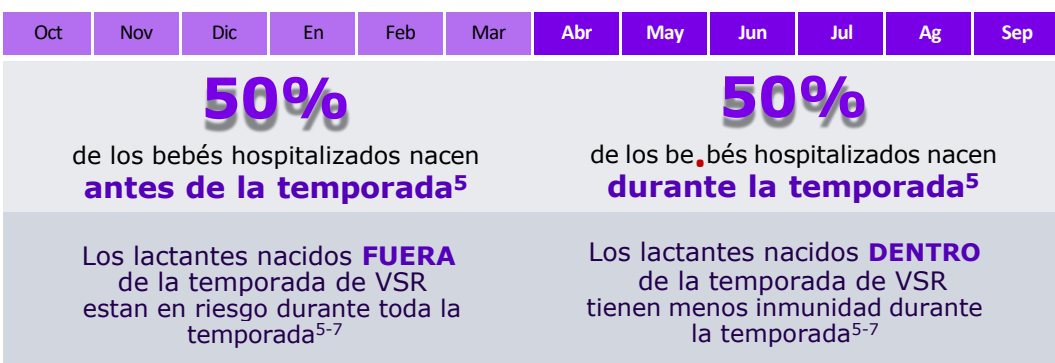 Oct Nov Dic En Feb Mar Abr May Jun Jul Ag Sep
50%
de los bebés hospitalizados nacen
antes de la temporada5
50%
de los be.bés hospitalizados nacen
durante la temporada5
Los lactantes nacidos FUERA
de la temporada de VSR
estan en riesgo durante toda la
temporada5-7
Los lactantes nacidos DENTRO
de la temporada de VSR
tienen menos inmunidad durante
la temporada5-7